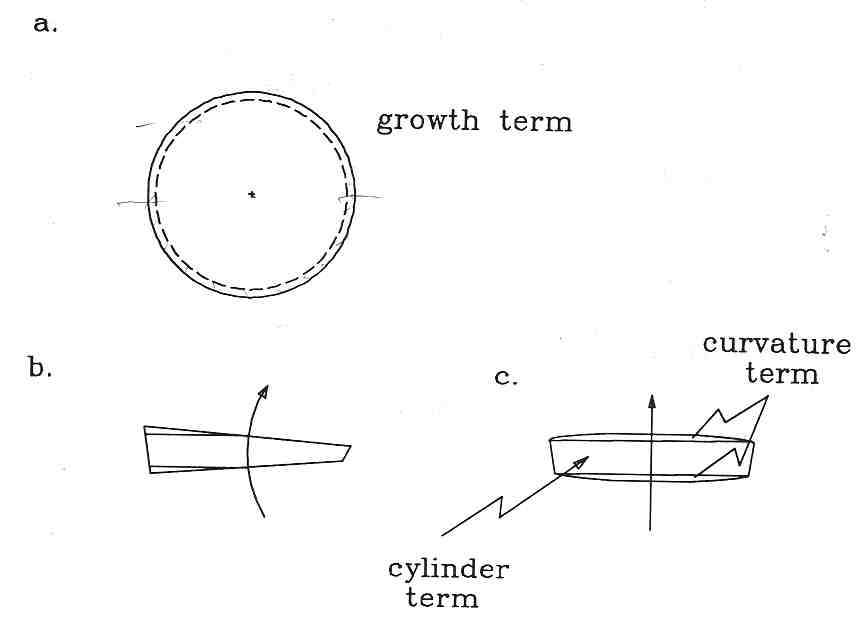 a.
growth term
b.
c.
curvature
term
cylinder
term